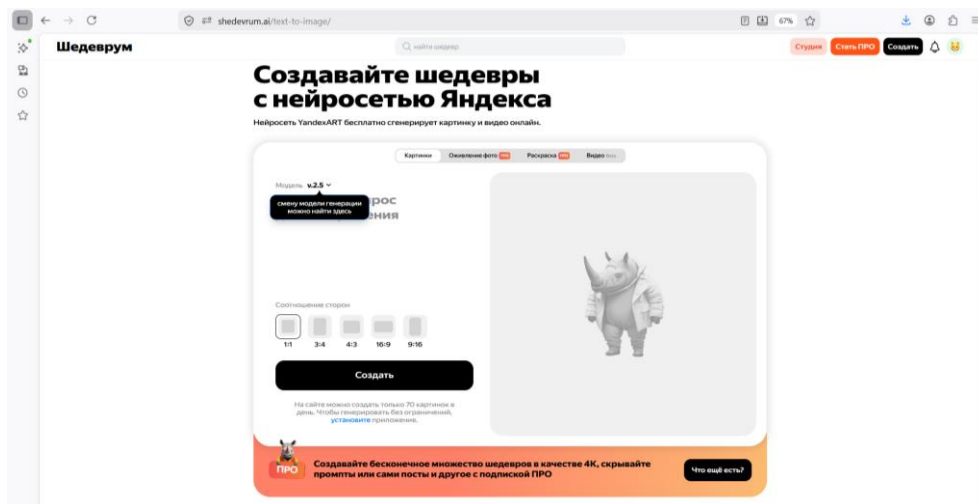 shedevrum.ai/text-to-image/
67%
Шедеврум
найти шедевр
Студия
Стать ПРО
Создать
Создавайте шедевры
с нейросетью Яндекса
Нейросеть YandexART бесплатно сгенерирует картинку и видео онлайн.
Картинки
Оживление фото
Раскраска
Видео
Модель v.2.5
смену модели генерации
можно найти здесь
рос
ния
Соотношение сторон
1:1
3:4
4:3
16:9
9:16
Создать
На сайте можно создать только 70 картинок в
день. Чтобы генерировать без ограничений,
установите приложение.
ПРО
Создавайте бесконечное множество шедевров в качестве 4K, скрывайте
промпты или сами посты и другое с подпиской ПРО
Что ещё есть?